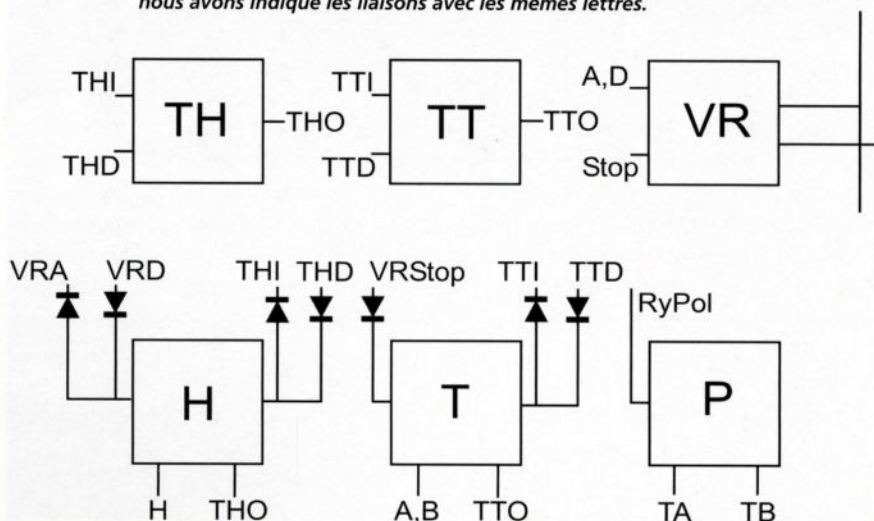 nous avons indiqué les liaisons avec les mêmes lettres.
THI TTI A,D
TH THO TT TTO VR
THD TTD Stop
VRA VRD THI THD VRStop TTI TTD
RyPol
H T P
H THO A,B TTO TA TB